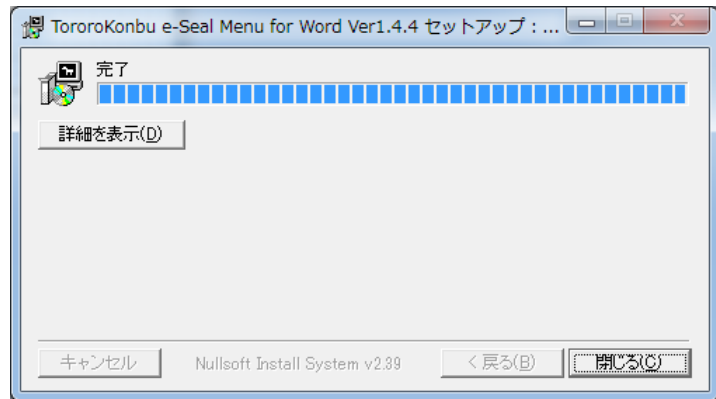 TororoKonbu e-Seal Menu for Word Ver1.4.4 セットアップ : ...
完了
詳細を表示(D)
キャンセル Nullsoft Install System v2.39 < 戻る(B) 閉じる(C)